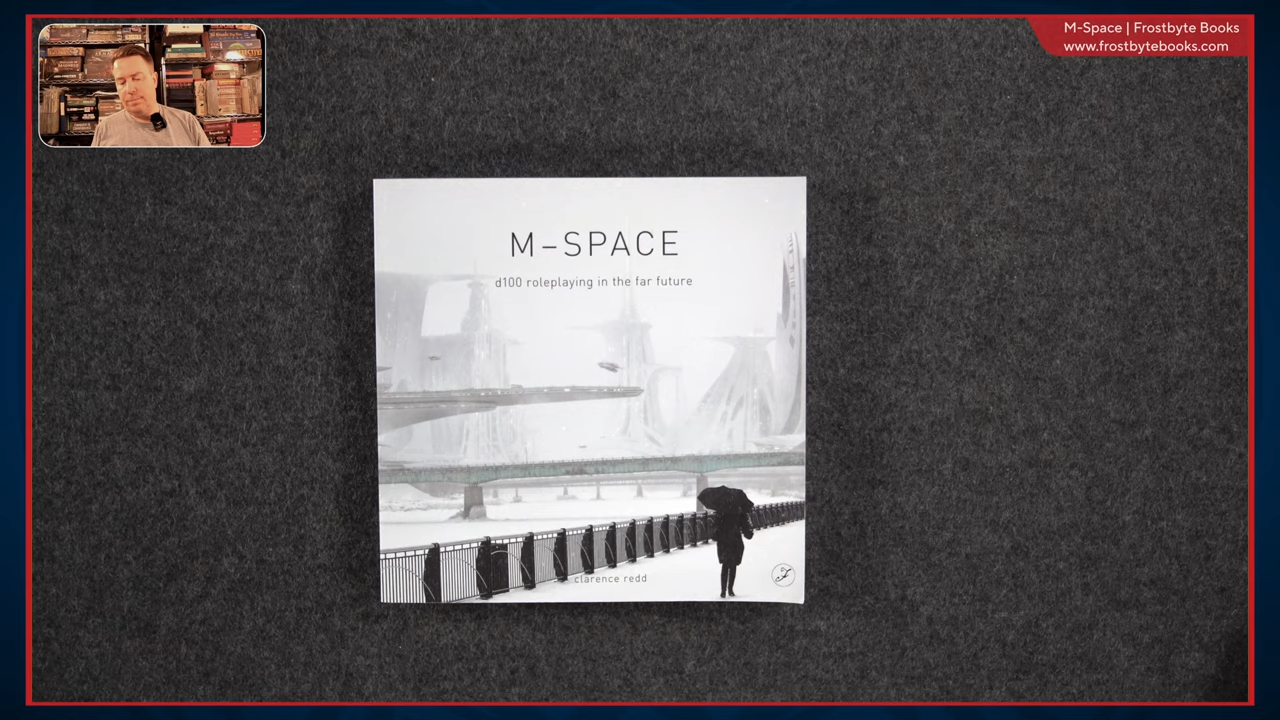 M-Space | Frostbyte Books
www.frostbytebooks.com
M–SPACE
d100 roleplaying in the far future
clarence redd